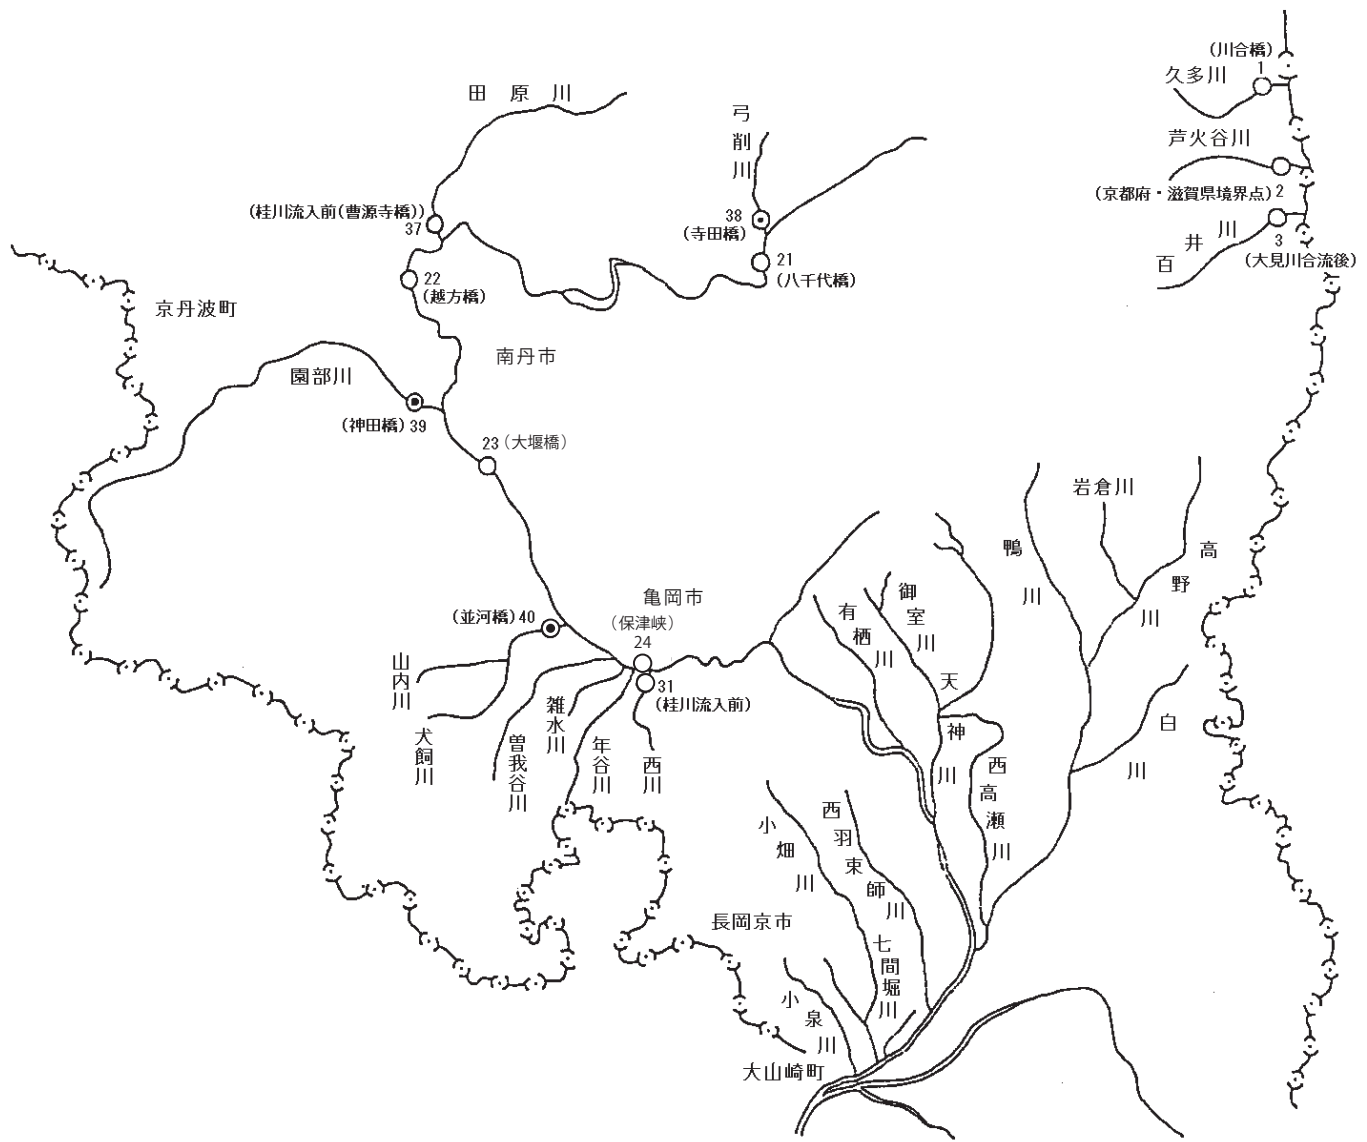 (川合橋)
1
久多川
芦火谷川
(京都府・滋賀県境界点) 2
百井川
3
(大見川合流後)
田原川
弓削川
38
(寺田橋)
21
(八千代橋)
(桂川流入前(曹源寺橋))
37
22
(越方橋)
京丹波町
南丹市
園部川
(神田橋) 39
23 (大堰橋)
岩倉川
高野川
鴨川
白川
亀岡市
(保津峡)
24
(並河橋) 40
31
(桂川流入前)
山内川
犬飼川
曽我谷川
雑水川
年谷川
西川
有栖川
御室川
天神川
西高瀬川
小畑川
西羽束師川
七間堀川
小泉川
長岡京市
大山崎町